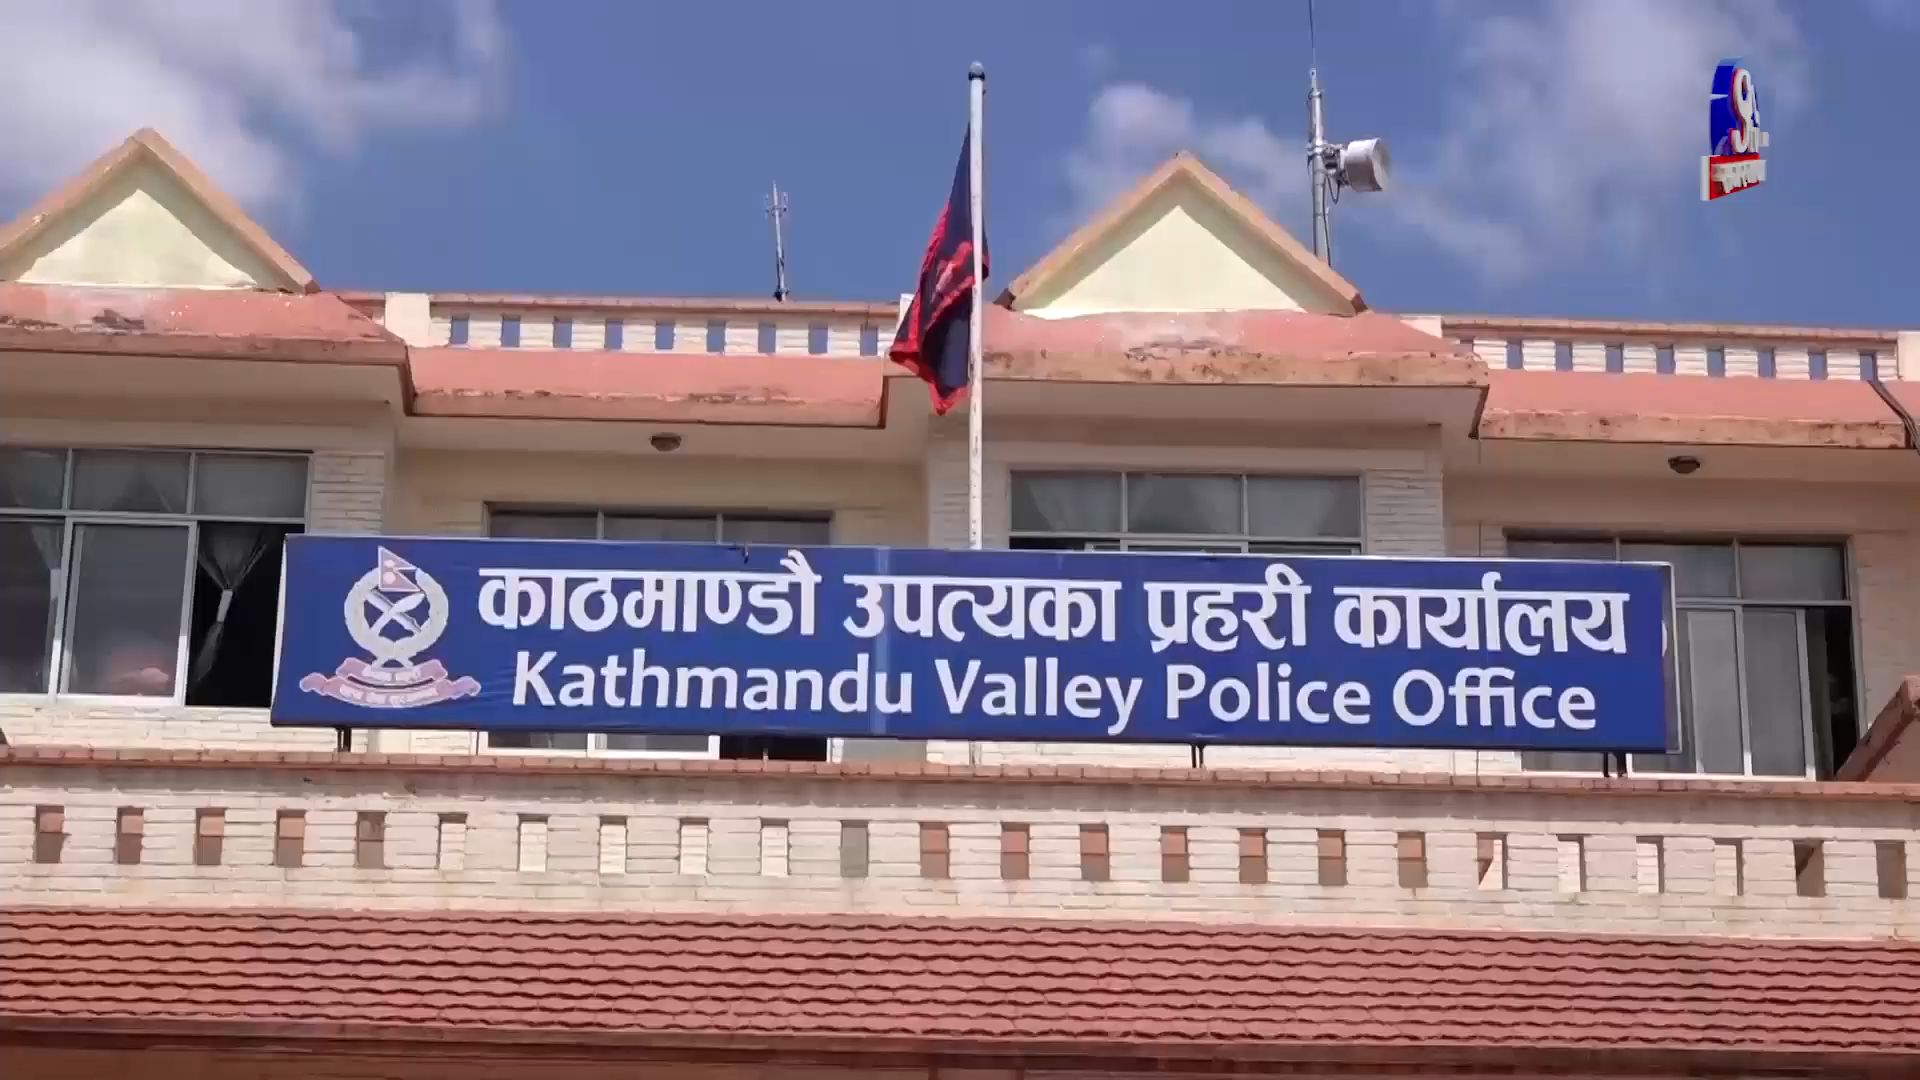 काठमाण्डौ उपत्यका प्रहरी कार्यालय
Kathmandu Valley Police Office